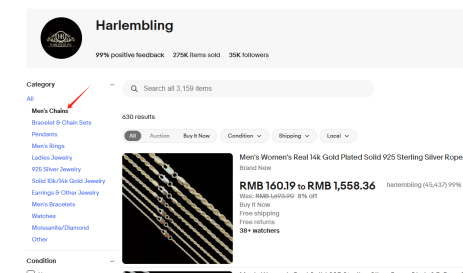 Harlembling
99% positive feedback 275K items sold 35K followers
Category
All
Men's Chains
Bracelet & Chain Sets
Pendants
Men's Rings
Ladies Jewelry
925 Silver Jewelry
Solid 10k/14k Gold Jewelry
Earrings & Other Jewelry
Men's Bracelets
Watches
Moissanite/Diamond
Other
Condition
Search all 3,159 items
630 results
All Auction Buy It Now Condition Shipping Local
Men's Women's Real 14k Gold Plated Solid 925 Sterling Silver Rope
Brand New
RMB 160.19 to RMB 1,558.36 harlembling (45,437) 99%
Was: RMB 1,693.90 8% off
Buy It Now
Free shipping
Free returns
38+ watchers